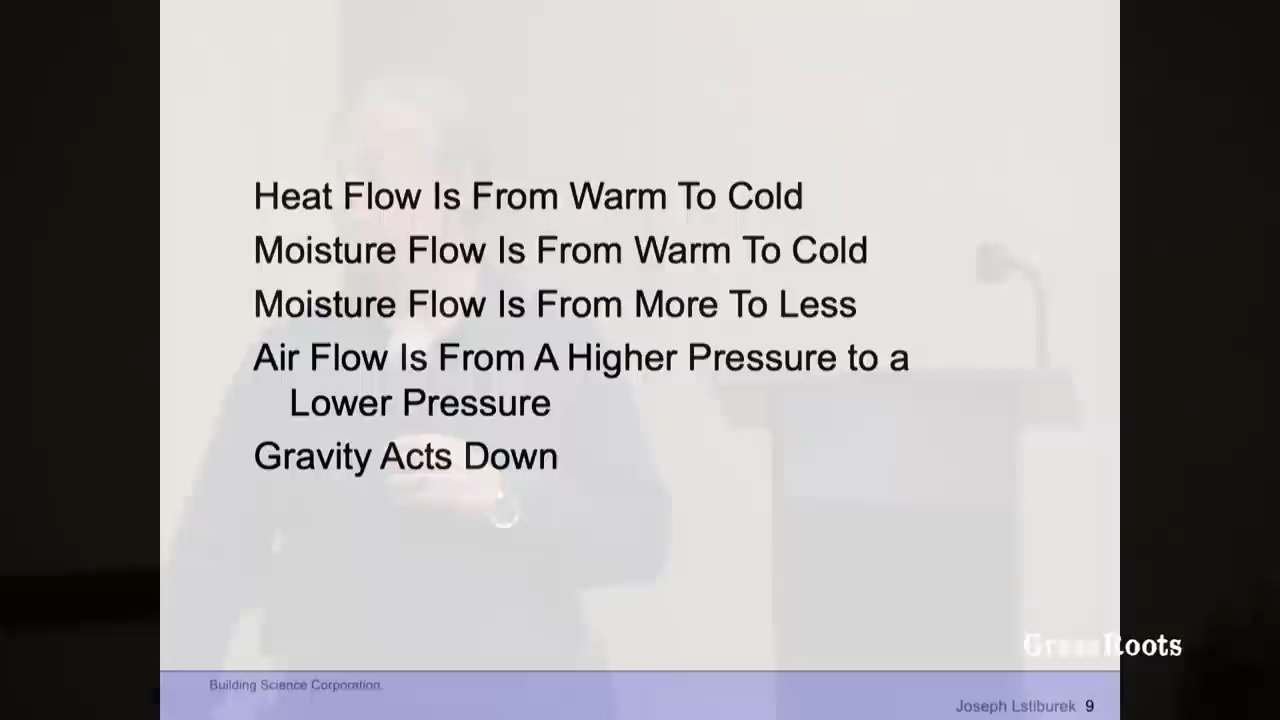 Heat Flow Is From Warm To Cold
Moisture Flow Is From Warm To Cold
Moisture Flow Is From More To Less
Air Flow Is From A Higher Pressure to a
Lower Pressure
Gravity Acts Down
GrassRoots
Building Science Corporation.
Joseph Lstiburek 9